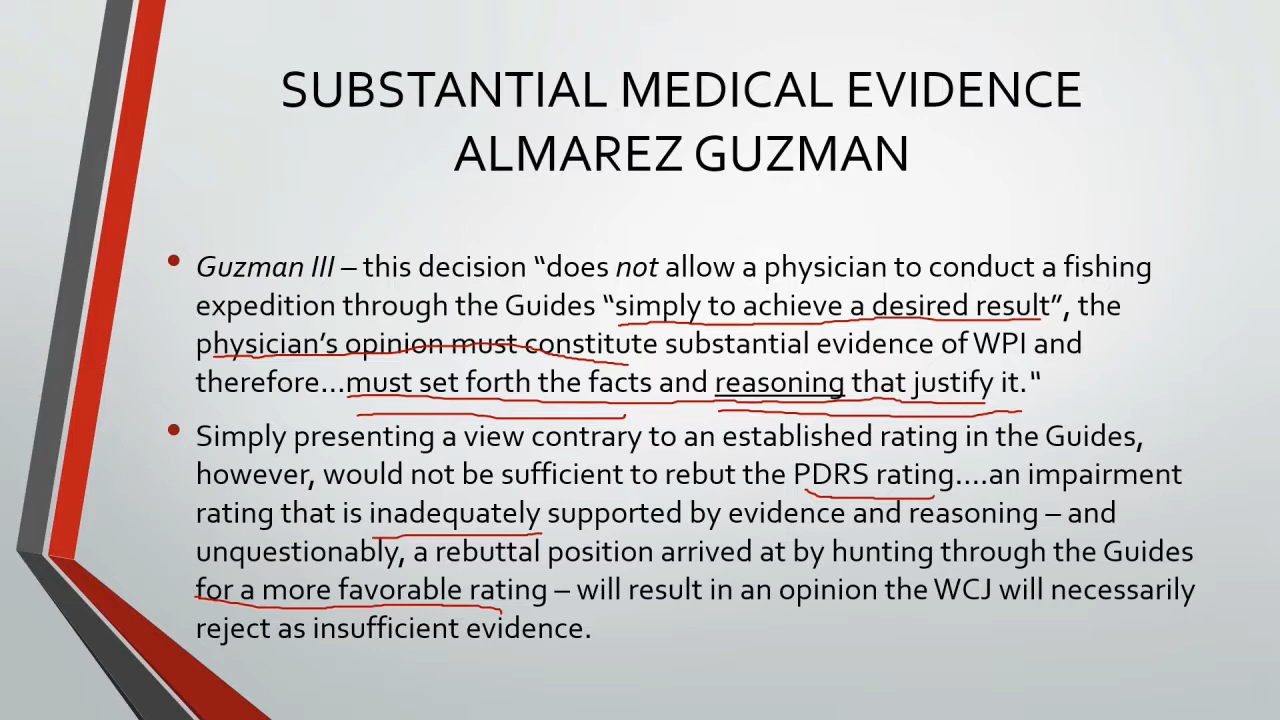 SUBSTANTIAL MEDICAL EVIDENCE
ALMAREZ GUZMAN
• Guzman III – this decision “does not allow a physician to conduct a fishing
expedition through the Guides “simply to achieve a desired result”, the
physician’s opinion must constitute substantial evidence of WPI and
therefore…must set forth the facts and reasoning that justify it.“
• Simply presenting a view contrary to an established rating in the Guides,
however, would not be sufficient to rebut the PDRS rating….an impairment
rating that is inadequately supported by evidence and reasoning – and
unquestionably, a rebuttal position arrived at by hunting through the Guides
for a more favorable rating – will result in an opinion the WCJ will necessarily
reject as insufficient evidence.